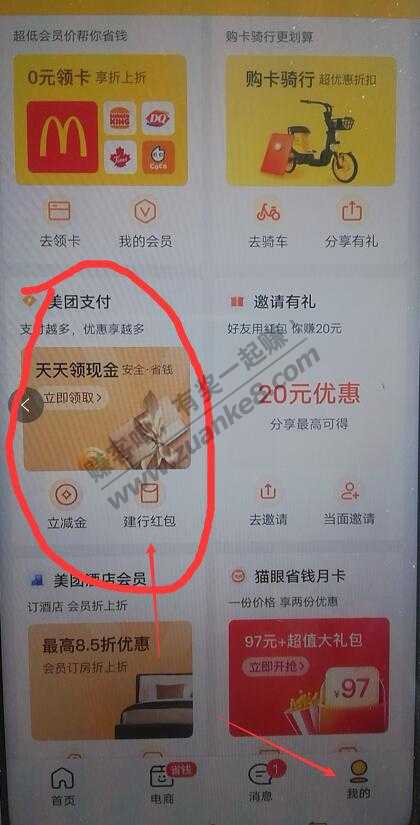 超低会员价帮你省钱
购卡骑行更划算
0元领卡 享折上折
BURGER KING
DQ
CoCo
购卡骑行 超优惠折扣
去领卡
我的会员
去骑车
分享有礼
美团支付
支付越多，优惠享越多
天天领现金 安全·省钱
立即领取>
立减金
建行红包
邀请有礼
好友用红包 你赚20元
20元优惠
分享最高可得
去邀请
当面邀请
赚客吧，有奖一起赚！
www.zuanke8.com
美团酒店会员
订酒店 会员折上折
最高8.5折优惠
会员订房折上折
猫眼省钱月卡
一份价格 享两份优惠
97元+超值大礼包
立即开抢>
¥97
首页
省钱
电商
1
消息
我的